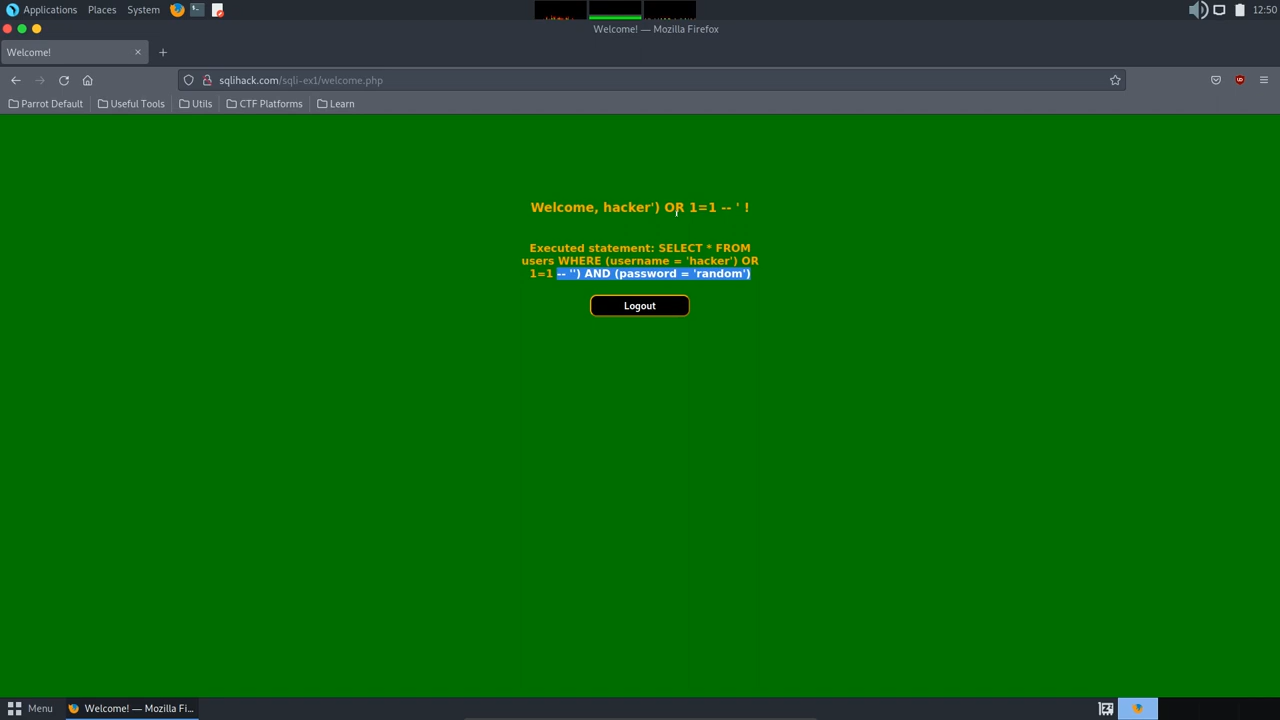 Applications Places System 12:50
Welcome! — Mozilla Firefox
Welcome!
sqlihack.com/sqli-ex1/welcome.php
Parrot Default Useful Tools Utils CTF Platforms Learn
Welcome, hacker') OR 1=1 -- ' !
Executed statement: SELECT * FROM
users WHERE (username = 'hacker') OR
1=1 -- '') AND (password = 'random')
Logout
Menu Welcome! — Mozilla Fi...